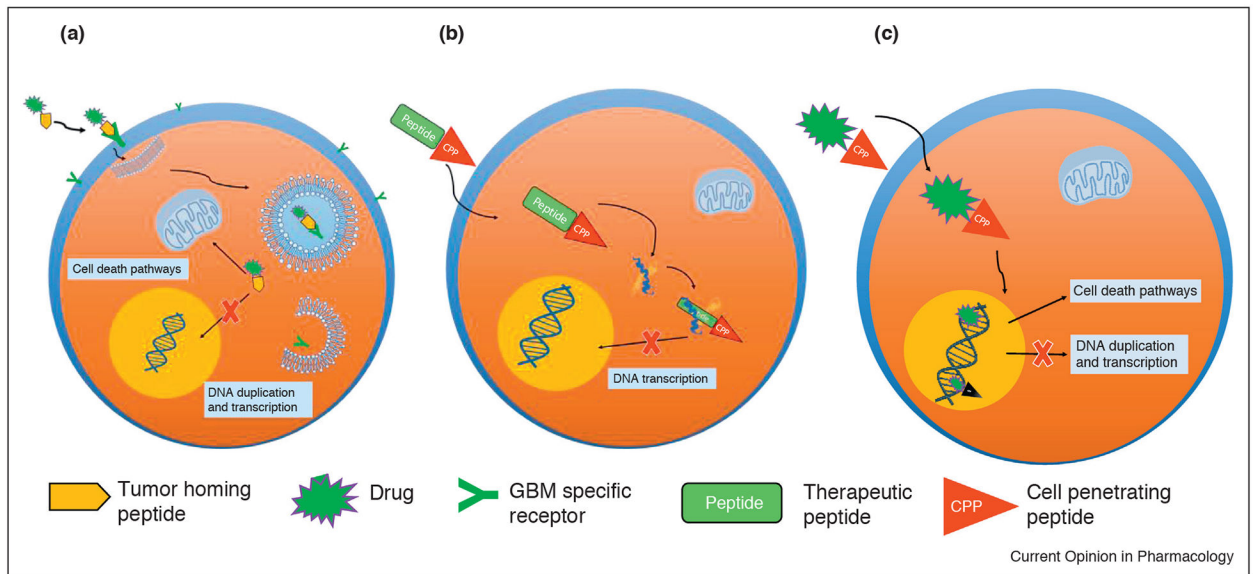 (a)
(b)
(c)
Peptide
CPP
CPP
Peptide
CPP
CPP
Cell death pathways
Cell death pathways
CPP
DNA duplication
and transcription
DNA transcription
DNA duplication
and transcription
Tumor homing
peptide
Drug
GBM specific
receptor
Peptide
Therapeutic
peptide
CPP
Cell penetrating
peptide
Current Opinion in Pharmacology